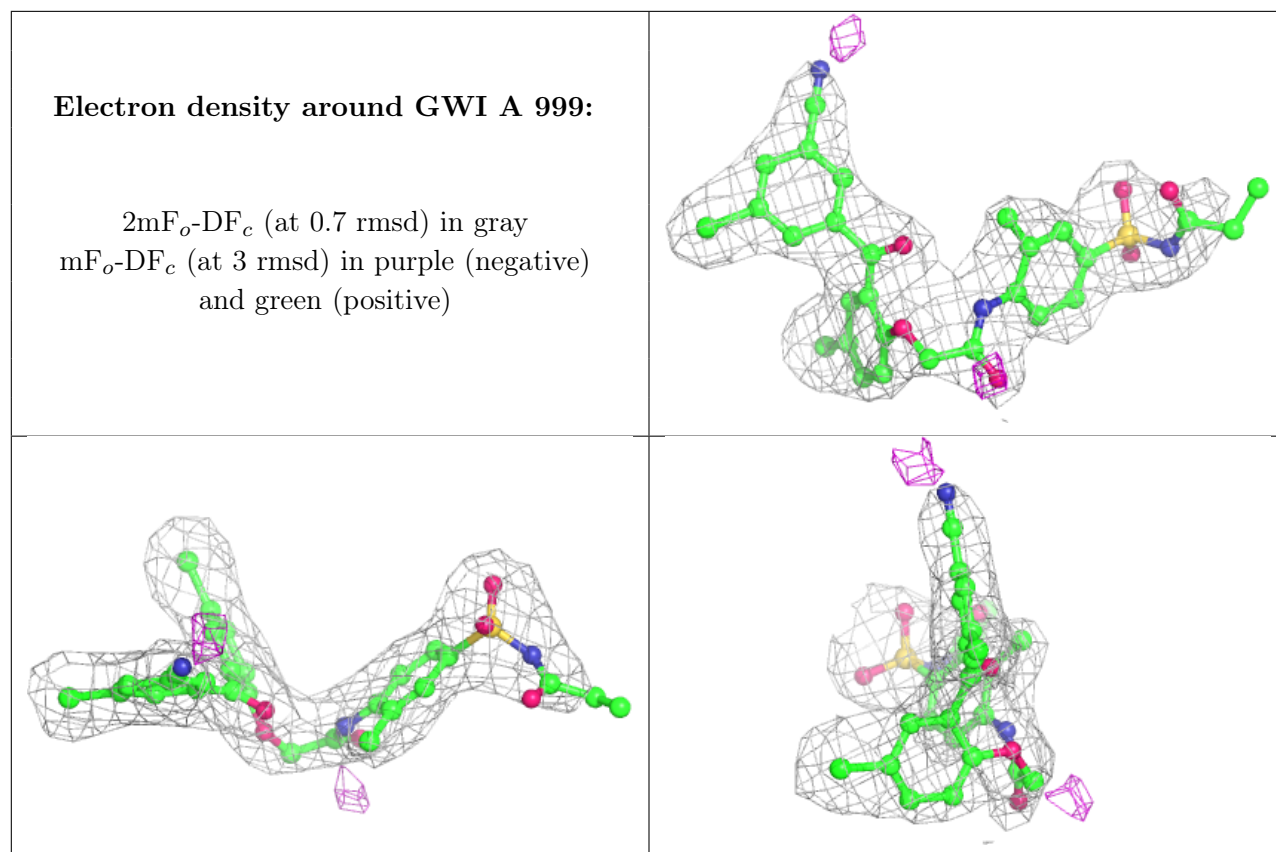 Electron density around GWI A 999:
2mFₒ-DF𝒸 (at 0.7 rmsd) in gray
mFₒ-DF𝒸 (at 3 rmsd) in purple (negative)
and green (positive)